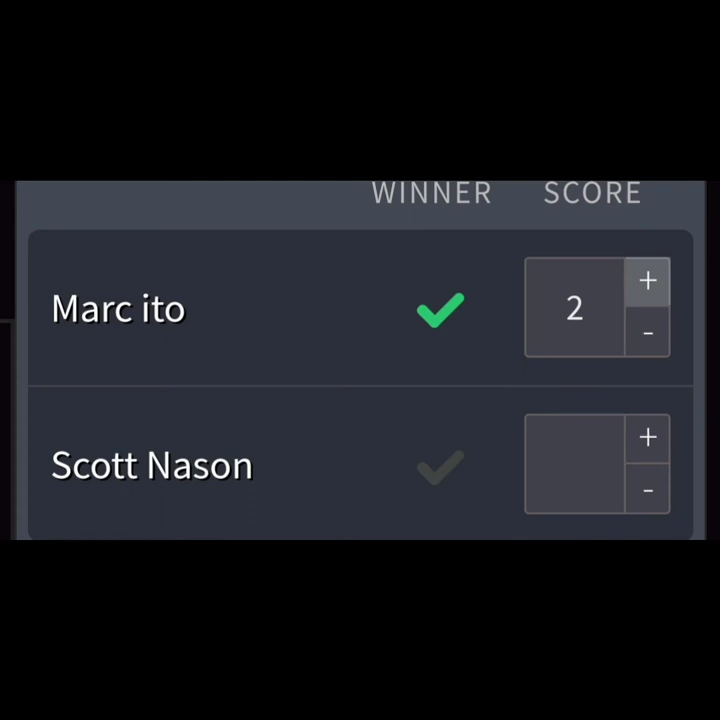 WINNER SCORE
Marc ito 2 +
-
Scott Nason +
-